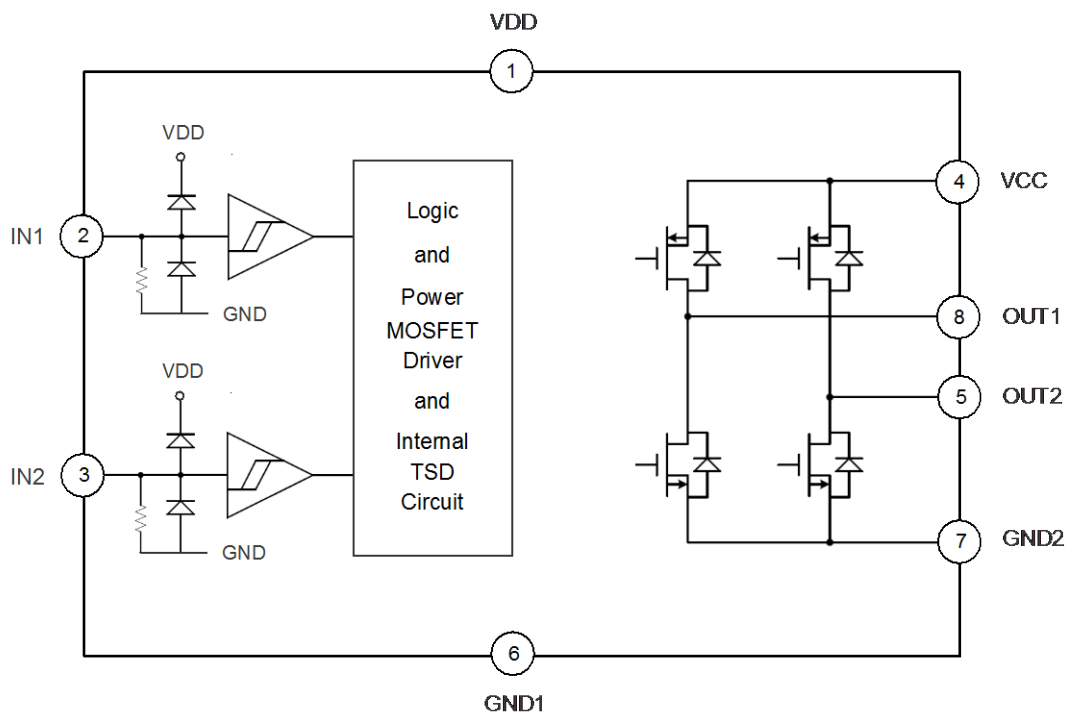 VDD
1
VDD
IN1
2
GND
VDD
IN2
3
GND
Logic
and
Power
MOSFET
Driver
and
Internal
TSD
Circuit
4
VCC
8
OUT1
5
OUT2
7
GND2
6
GND1